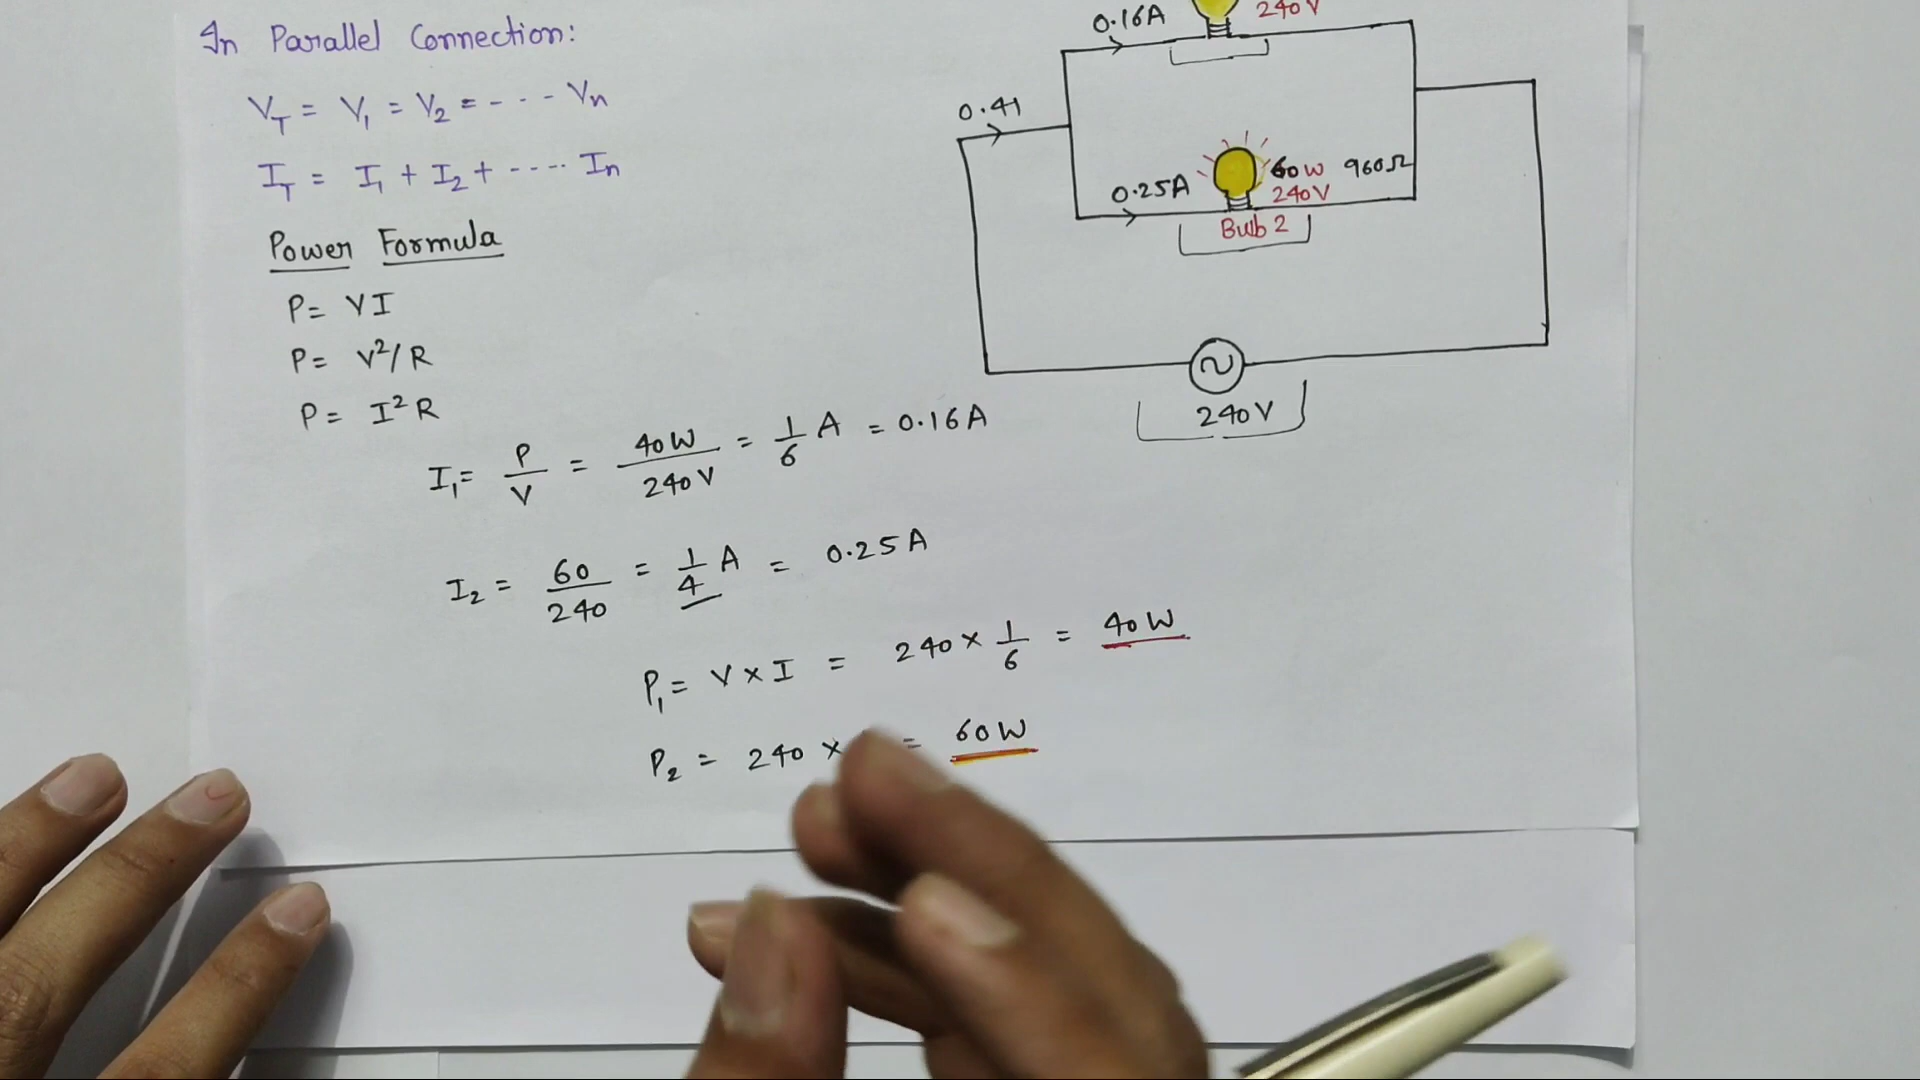 In Parallel Connection:
V_T = V_1 = V_2 = - - - - V_n
I_T = I_1 + I_2 + ---- I_n
Power Formula
P = VI
P = V²/R
P = I²R
I_1 = P/V = 40W/240V = 1/6 A = 0.16A
I_2 = 60/240 = 1/4 A = 0.25A
P_1 = V × I = 240 × 1/6 = 40W
P_2 = 240 × = 60W
0.16A
240V
0.41
0.25A
60W 960Ω
240V
Bulb 2
240V